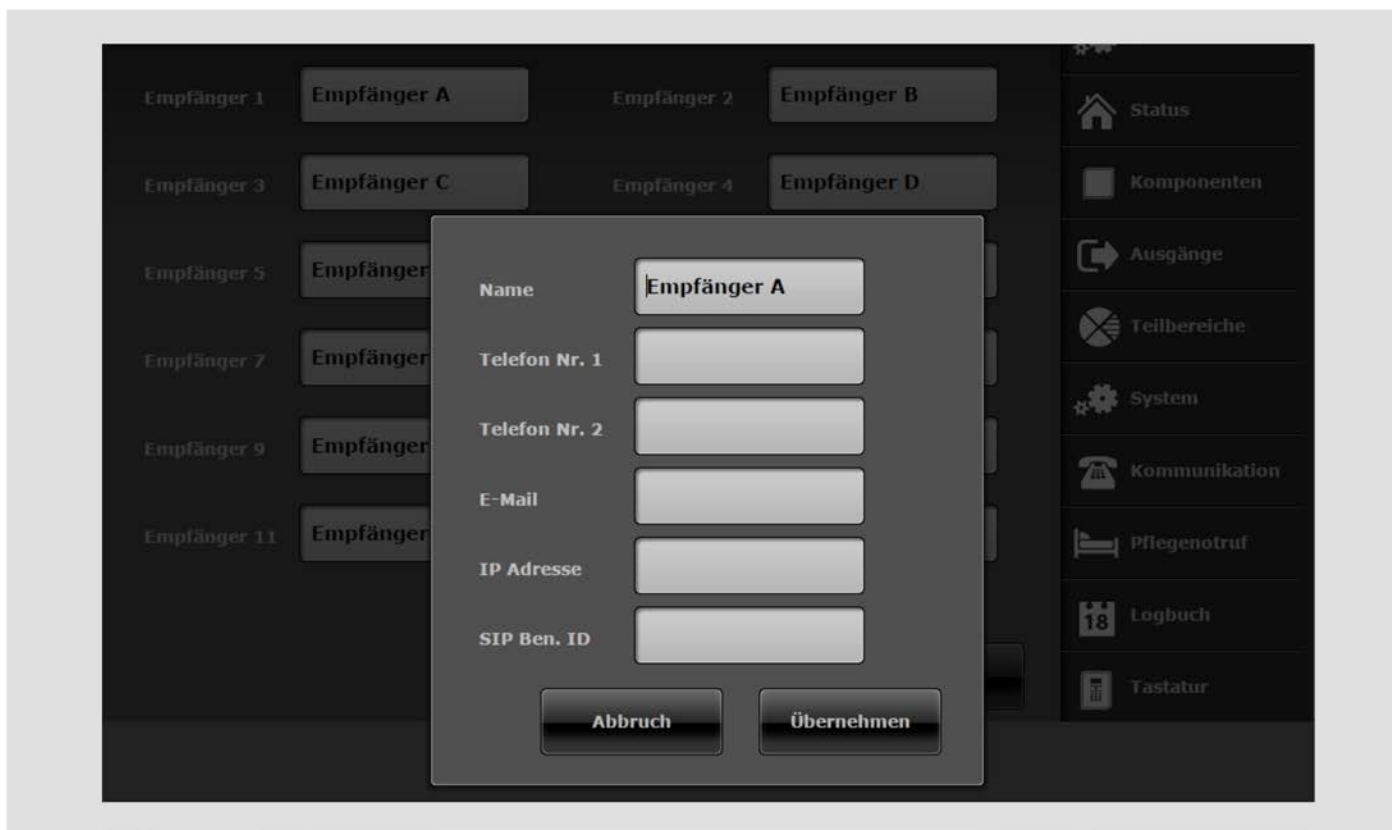 Empfänger 1 Empfänger A Empfänger 2 Empfänger B
Empfänger 3 Empfänger C Empfänger 4 Empfänger D
Empfänger 5 Empfänger
Empfänger 7 Empfänger
Empfänger 9 Empfänger
Empfänger 11 Empfänger
Name Empfänger A
Telefon Nr. 1
Telefon Nr. 2
E-Mail
IP Adresse
SIP Ben. ID
Abbruch Übernehmen
Status
Komponenten
Ausgänge
Teilbereiche
System
Kommunikation
Pflegenotruf
18 Logbuch
Tastatur